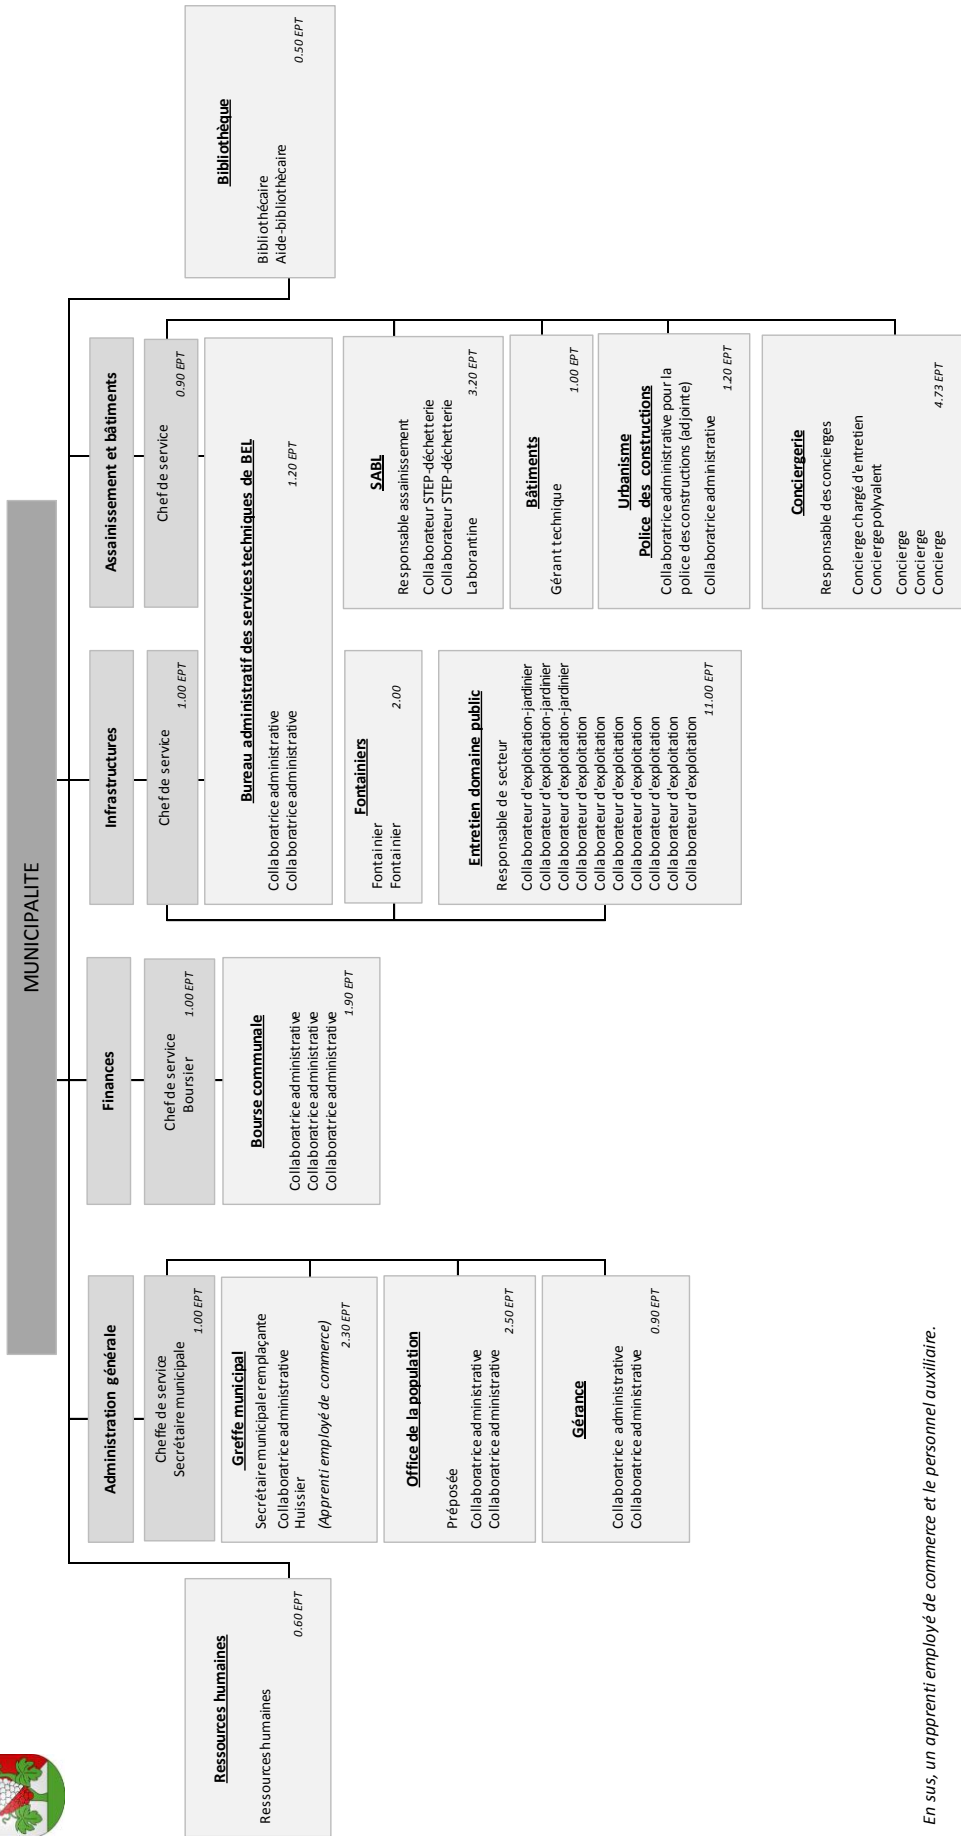 MUNICIPALITE
Ressources humaines
Ressources humaines
0.60 EPT
Administration générale
Cheffe de service
Secrétaire municipale
1.00 EPT
Greffe municipal
Secrétaire municipale remplaçante
Collaboratrice administrative
Huissier
(Apprenti employé de commerce)
2.30 EPT
Office de la population
Préposée
Collaboratrice administrative
Collaboratrice administrative
2.50 EPT
Gérance
Collaboratrice administrative
Collaboratrice administrative
0.90 EPT
Finances
Chef de service
Boursier
1.00 EPT
Bourse communale
Collaboratrice administrative
Collaboratrice administrative
Collaboratrice administrative
1.90 EPT
Infrastructures
Chef de service
1.00 EPT
Bureau administratif des services techniques de BEL
Collaboratrice administrative
Collaboratrice administrative
1.20 EPT
Fontainiers
Fontainier
Fontainier
2.00
Entretien domaine public
Responsable de secteur
Collaborateur d'exploitation-jardinier
Collaborateur d'exploitation-jardinier
Collaborateur d'exploitation-jardinier
Collaborateur d'exploitation
Collaborateur d'exploitation
Collaborateur d'exploitation
Collaborateur d'exploitation
Collaborateur d'exploitation
Collaborateur d'exploitation
Collaborateur d'exploitation
11.00 EPT
Assainissement et bâtiments
Chef de service
0.90 EPT
SABL
Responsable assainissement
Collaborateur STEP-déchetterie
Collaborateur STEP-déchetterie
Laborantine
3.20 EPT
Bâtiments
Gérant technique
1.00 EPT
Urbanisme
Police des constructions
Collaboratrice administrative pour la
police des constructions (adjointe)
Collaboratrice administrative
1.20 EPT
Conciergerie
Responsable des concierges
Concierge chargé d'entretien
Concierge polyvalent
Concierge
Concierge
Concierge
4.73 EPT
Bibliothèque
Bibliothécaire
Aide-bibliothècaire
0.50 EPT
En sus, un apprenti employé de commerce et le personnel auxiliaire.